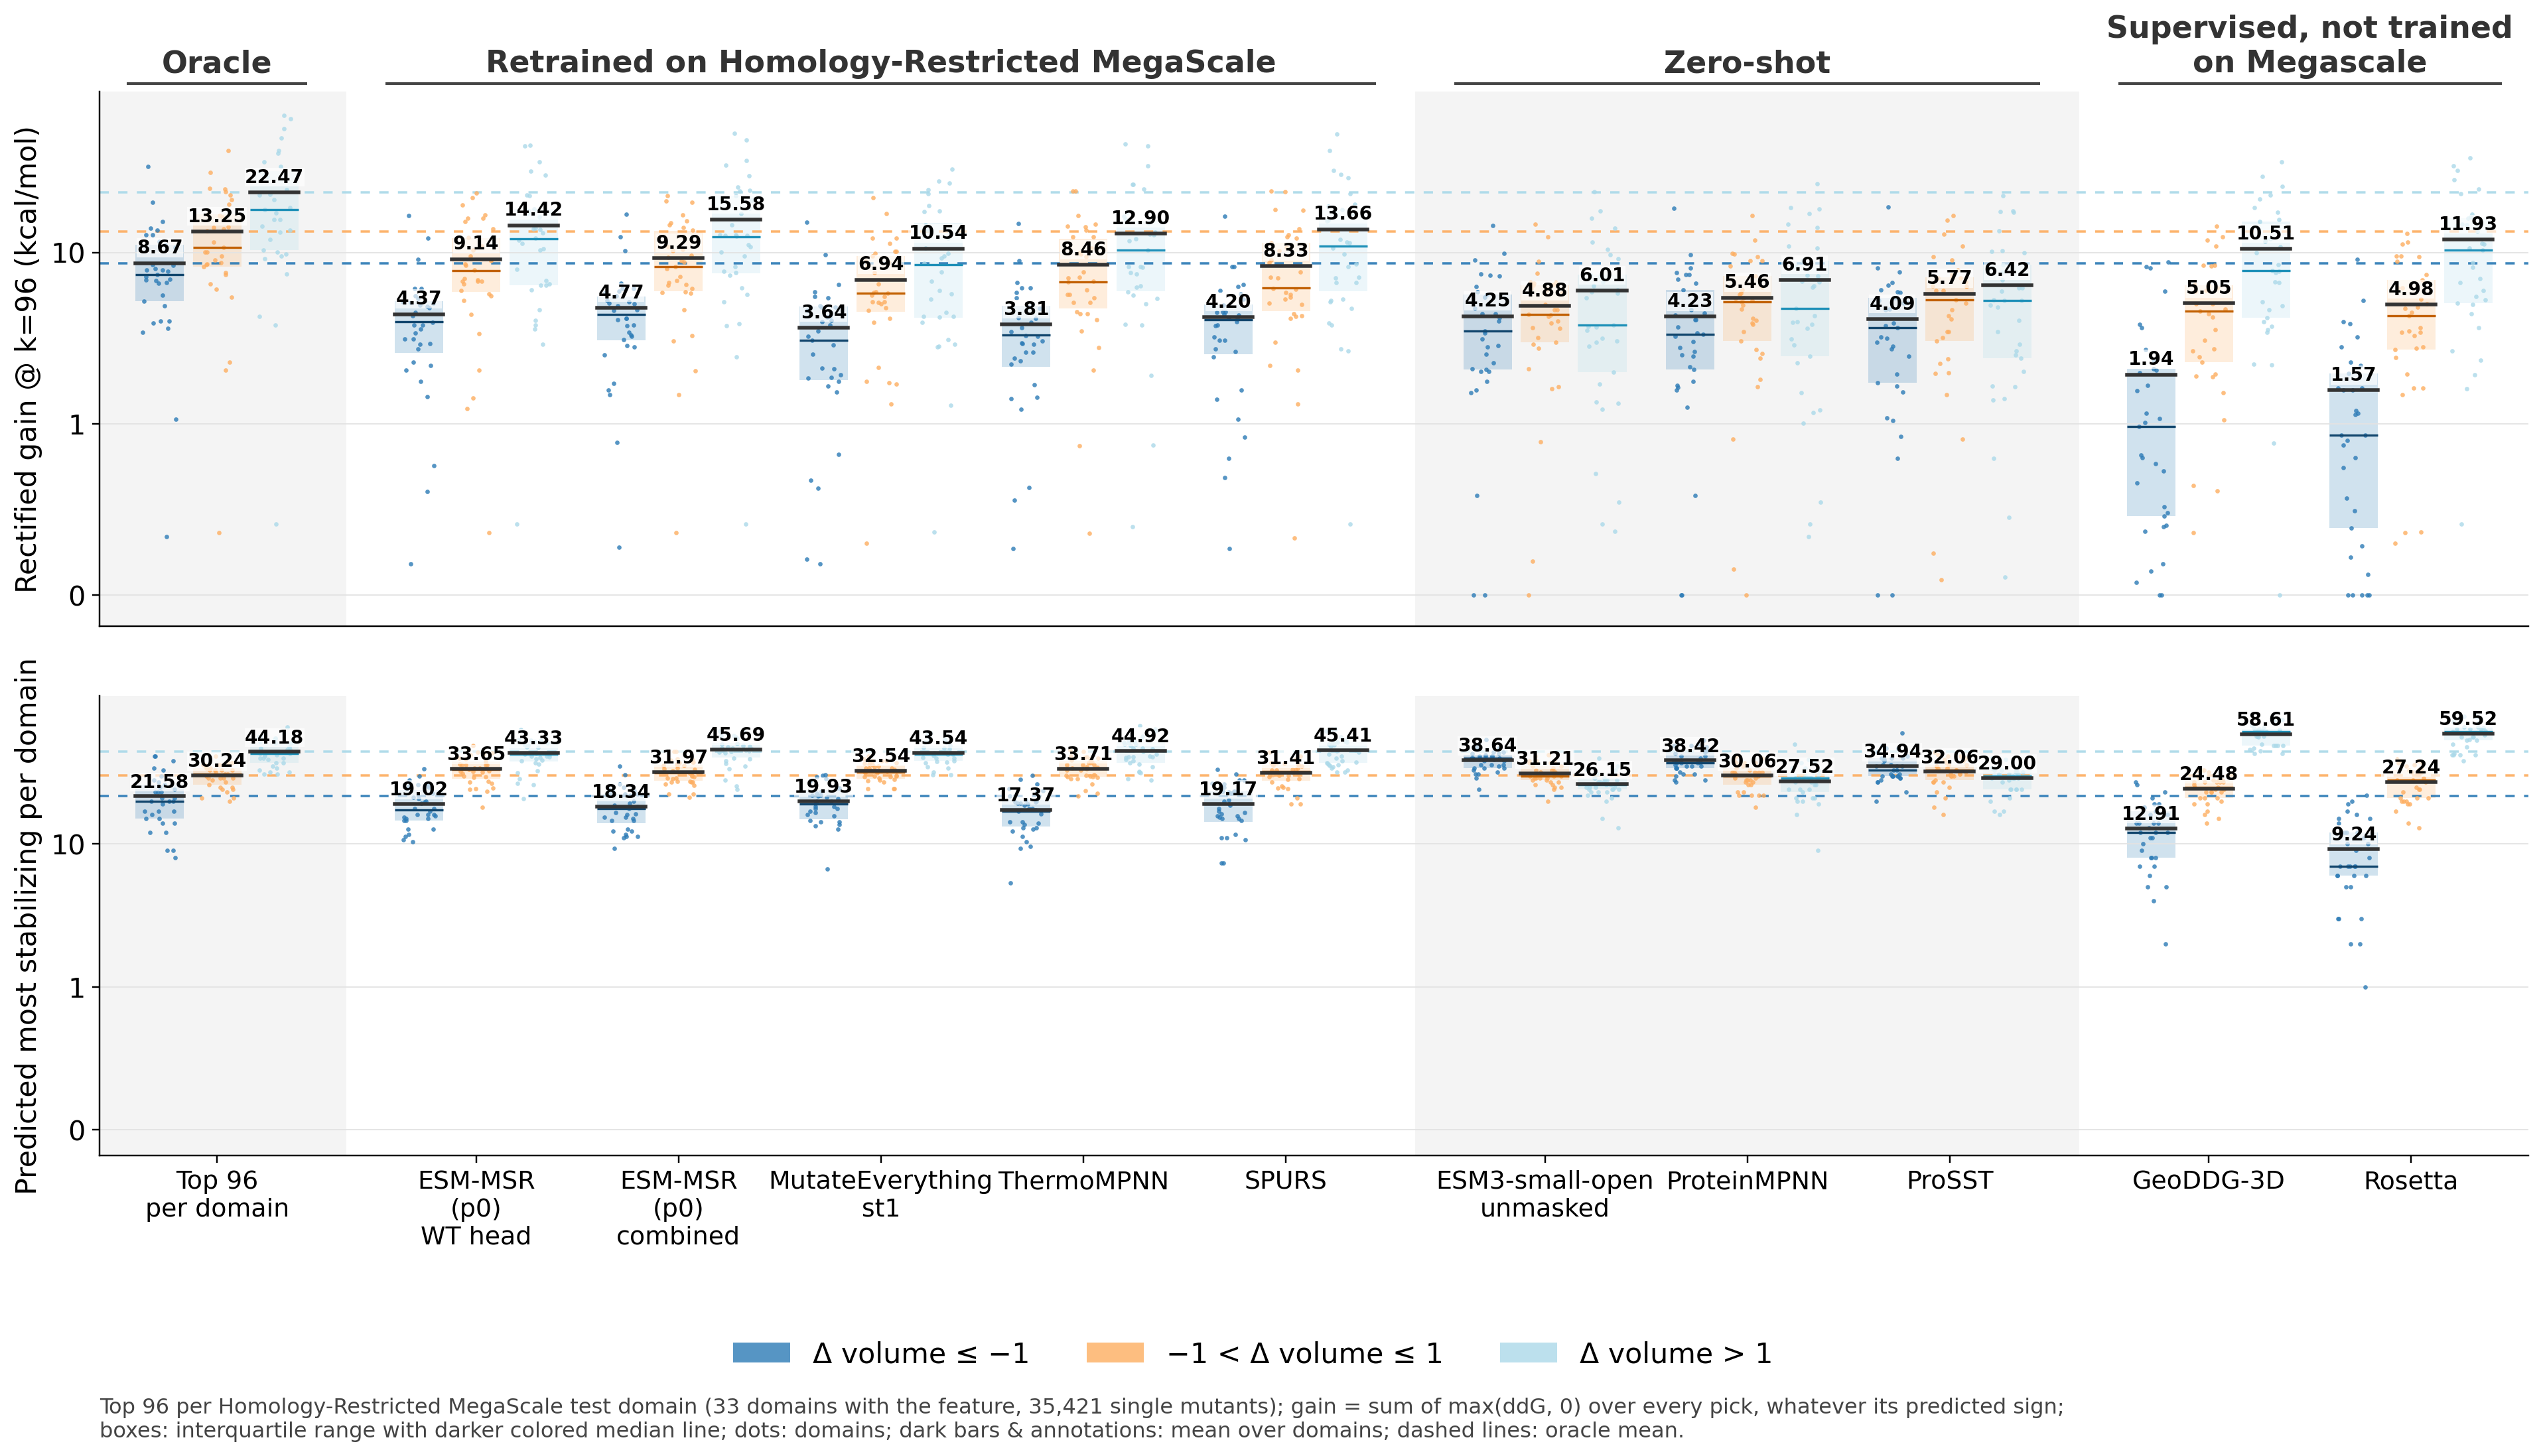 Oracle
Retrained on Homology-Restricted MegaScale
Zero-shot
Supervised, not trained
on Megascale
Rectified gain @ k=96 (kcal/mol)
10
1
0
8.67
13.25
22.47
4.37
9.14
14.42
4.77
9.29
15.58
3.64
6.94
10.54
3.81
8.46
12.90
4.20
8.33
13.66
4.25
4.88
6.01
4.23
5.46
6.91
4.09
5.77
6.42
1.94
5.05
10.51
1.57
4.98
11.93
Predicted most stabilizing per domain
10
1
0
21.58
30.24
44.18
19.02
33.65
43.33
18.34
31.97
45.69
19.93
32.54
43.54
17.37
33.71
44.92
19.17
31.41
45.41
38.64
31.21
26.15
38.42
30.06
27.52
34.94
32.06
29.00
12.91
24.48
58.61
9.24
27.24
59.52
Top 96
per domain
ESM-MSR
(p0)
WT head
ESM-MSR
(p0)
combined
MutateEverything
st1
ThermoMPNN
SPURS
ESM3-small-open
unmasked
ProteinMPNN
ProSST
GeoDDG-3D
Rosetta
Δ volume ≤ −1
−1 < Δ volume ≤ 1
Δ volume > 1
Top 96 per Homology-Restricted MegaScale test domain (33 domains with the feature, 35,421 single mutants); gain = sum of max(ddG, 0) over every pick, whatever its predicted sign;
boxes: interquartile range with darker colored median line; dots: domains; dark bars & annotations: mean over domains; dashed lines: oracle mean.